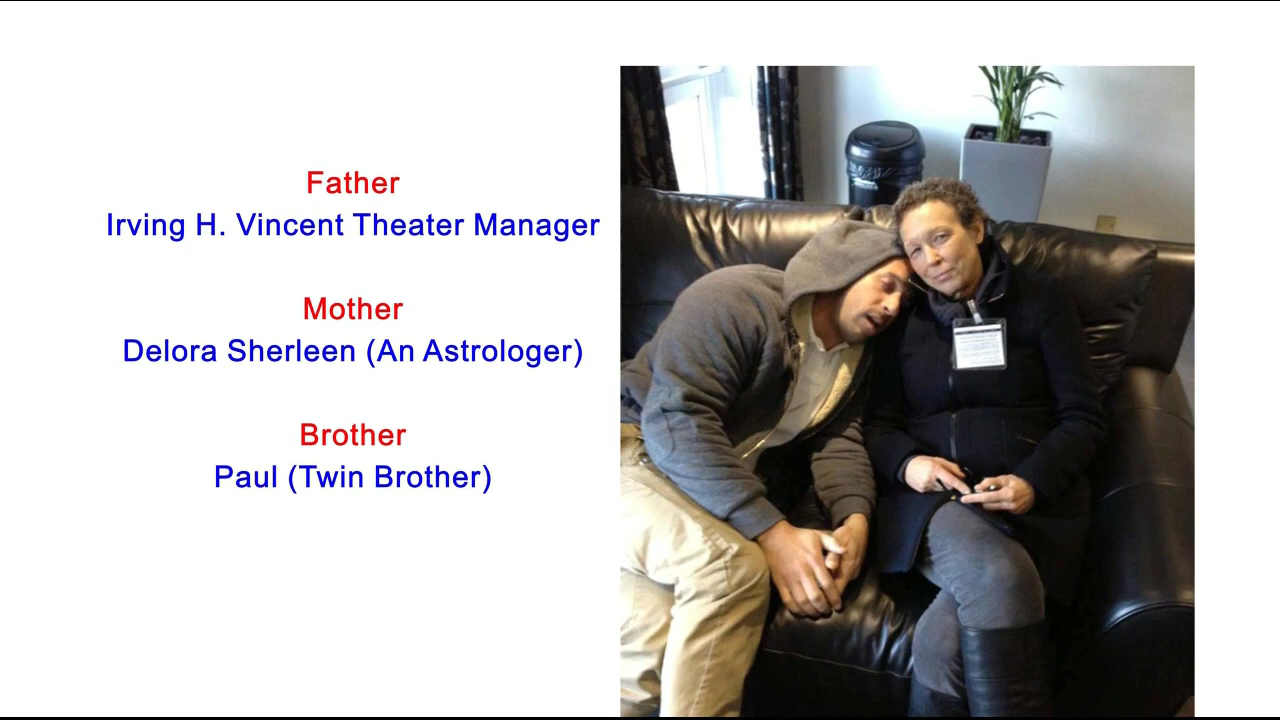 Father
Irving H. Vincent Theater Manager
Mother
Delora Sherleen (An Astrologer)
Brother
Paul (Twin Brother)